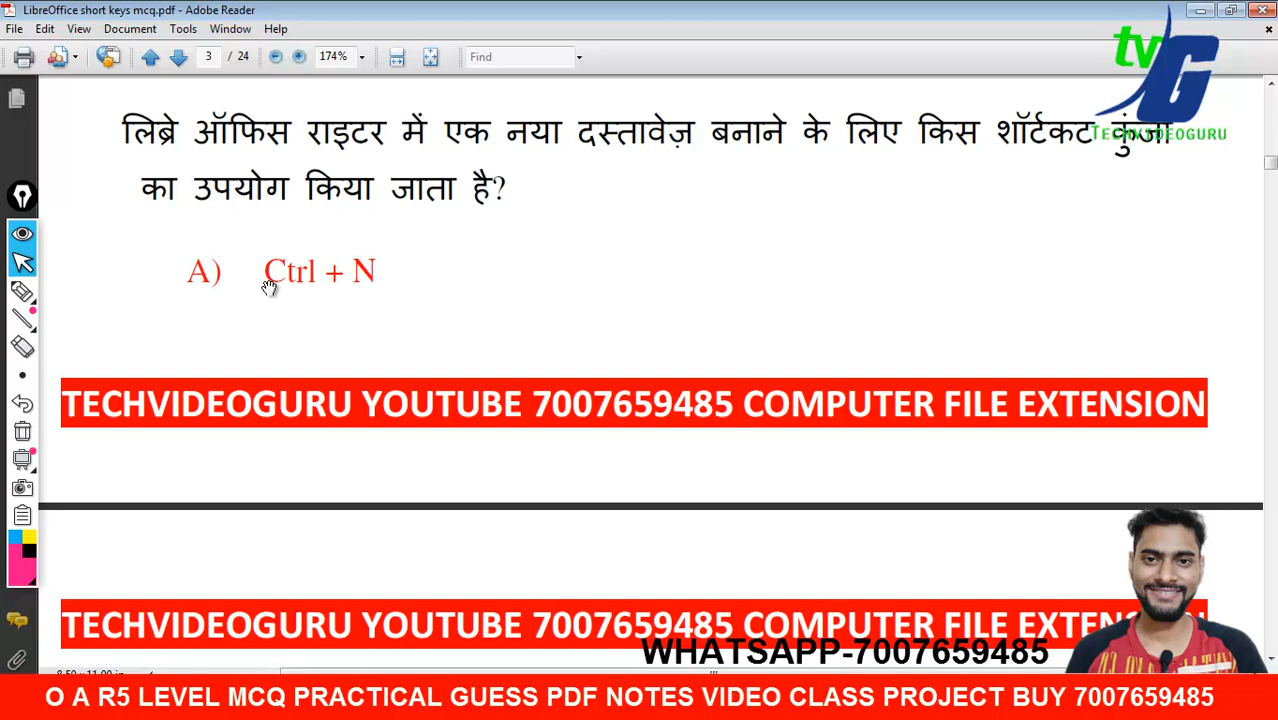 LibreOffice short keys mcq.pdf - Adobe Reader
File Edit View Document Tools Window Help
3 / 24 174% Find
tv G
TECHVIDEOGURU
लिब्रे ऑफिस राइटर में एक नया दस्तावेज़ बनाने के लिए किस शॉर्टकट कुंजी
का उपयोग किया जाता है?
A) Ctrl + N
TECHVIDEOGURU YOUTUBE 7007659485 COMPUTER FILE EXTENSION
TECHVIDEOGURU YOUTUBE 7007659485 COMPUTER FILE
WHATSAPP-7007659485
O A R5 LEVEL MCQ PRACTICAL GUESS PDF NOTES VIDEO CLASS PROJECT BUY 7007659485